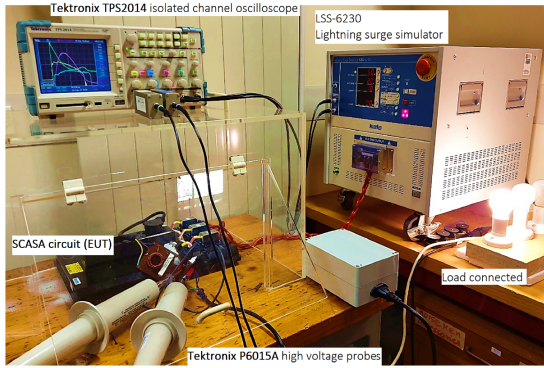 Tektronix TPS2014 isolated channel oscilloscope
LSS-6230
Lightning surge simulator
SCASA circuit (EUT)
Load connected
Tektronix P6015A high voltage probes